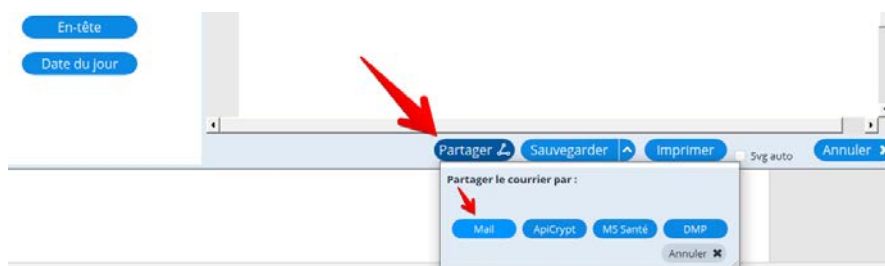 En-tête
Date du jour
Partager Sauvegarder Imprimer Svg auto Annuler
Partager le courrier par :
Mail ApiCrypt MS Santé DMP
Annuler